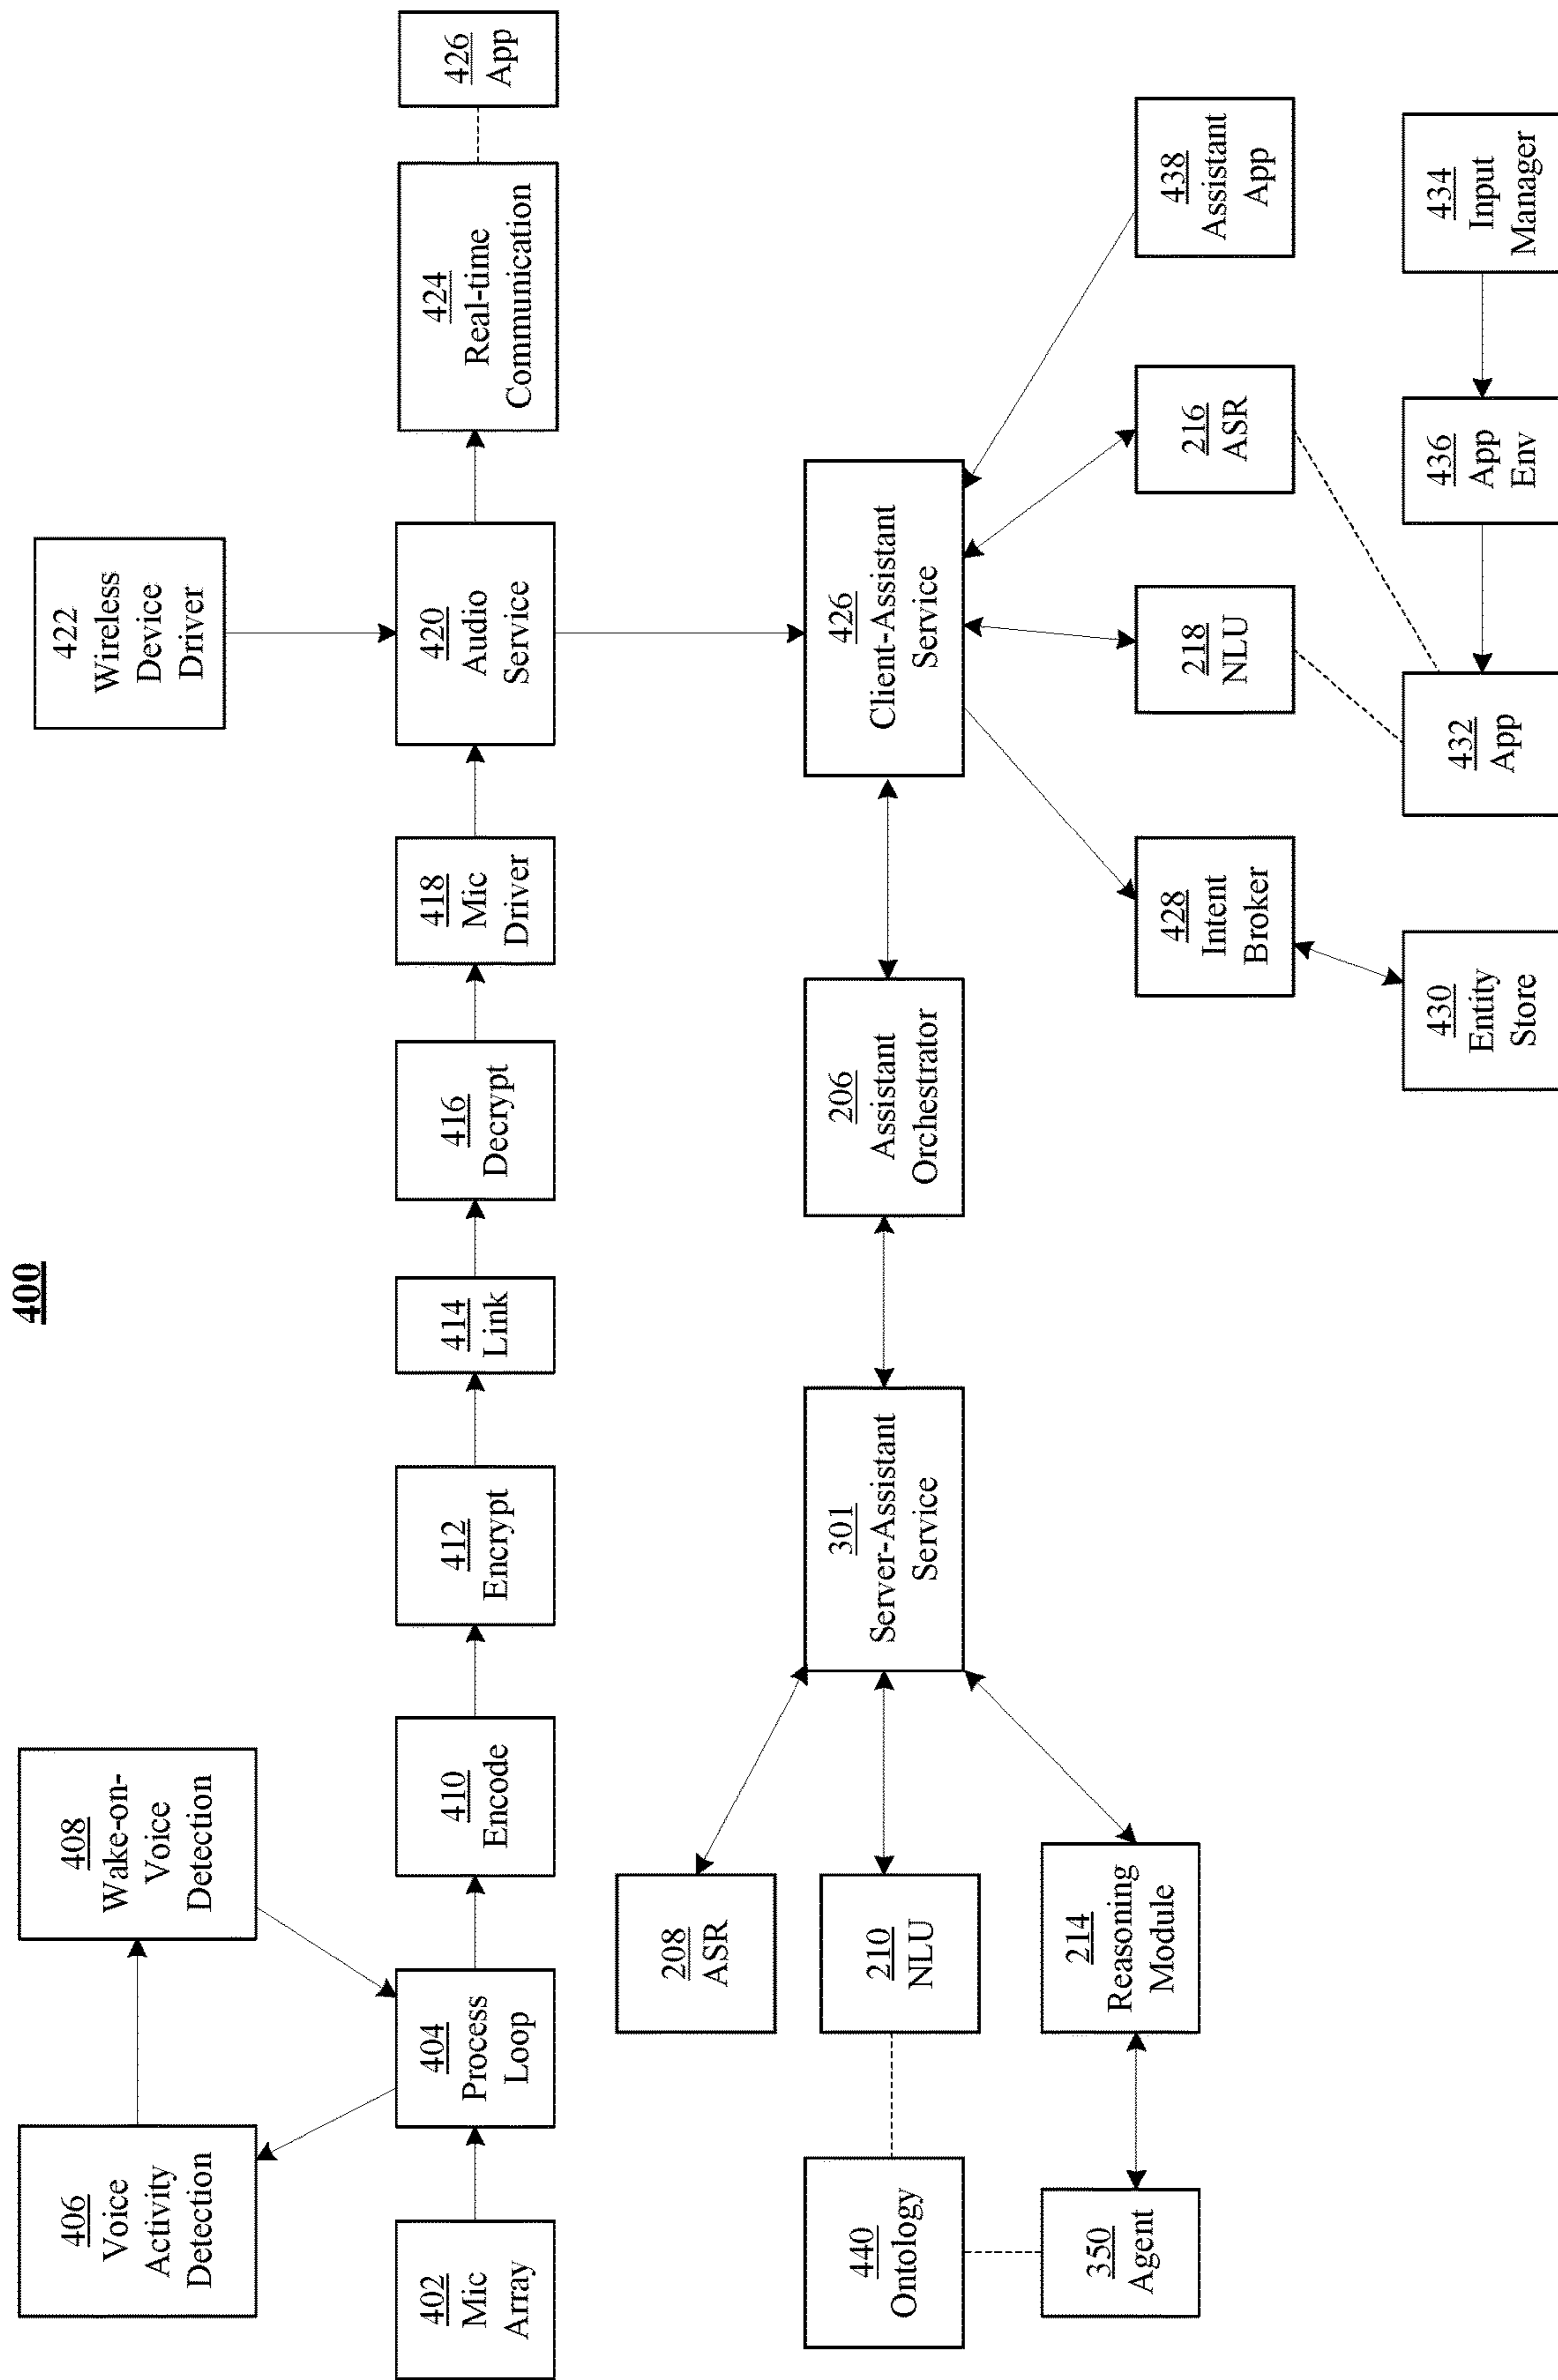 400
406
Voice
Activity
Detection
408
Wake-on-
Voice
Detection
422
Wireless
Device
Driver
402
Mic
Array
404
Process
Loop
410
Encode
412
Encrypt
414
Link
416
Decrypt
418
Mic
Driver
420
Audio
Service
424
Real-time
Communication
426
App
208
ASR
440
Ontology
210
NLU
301
Server-Assistant
Service
206
Assistant
Orchestrator
426
Client-Assistant
Service
350
Agent
214
Reasoning
Module
428
Intent
Broker
218
NLU
216
ASR
438
Assistant
App
430
Entity
Store
432
App
436
App
Env
434
Input
Manager